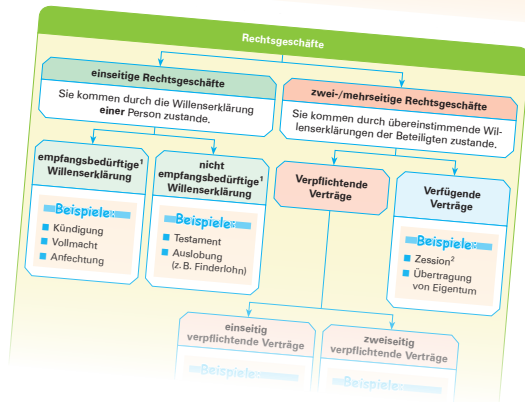 Rechtsgeschäfte
einseitige Rechtsgeschäfte
Sie kommen durch die Willenserklärung
einer Person zustande.
zwei-/mehrseitige Rechtsgeschäfte
Sie kommen durch übereinstimmende Wil-
lenserklärungen der Beteiligten zustande.
empfangsbedürftige¹
Willenserklärung
Beispiele:
Kündigung
Vollmacht
Anfechtung
nicht
empfangsbedürftige¹
Willenserklärung
Beispiele:
Testament
Auslobung
(z. B. Finderlohn)
Verpflichtende
Verträge
Verfügende
Verträge
Beispiele:
Zession²
Übertragung
von Eigentum
einseitig
verpflichtende Verträge
Beispiele:
zweiseitig
verpflichtende Verträge
Beispiele: